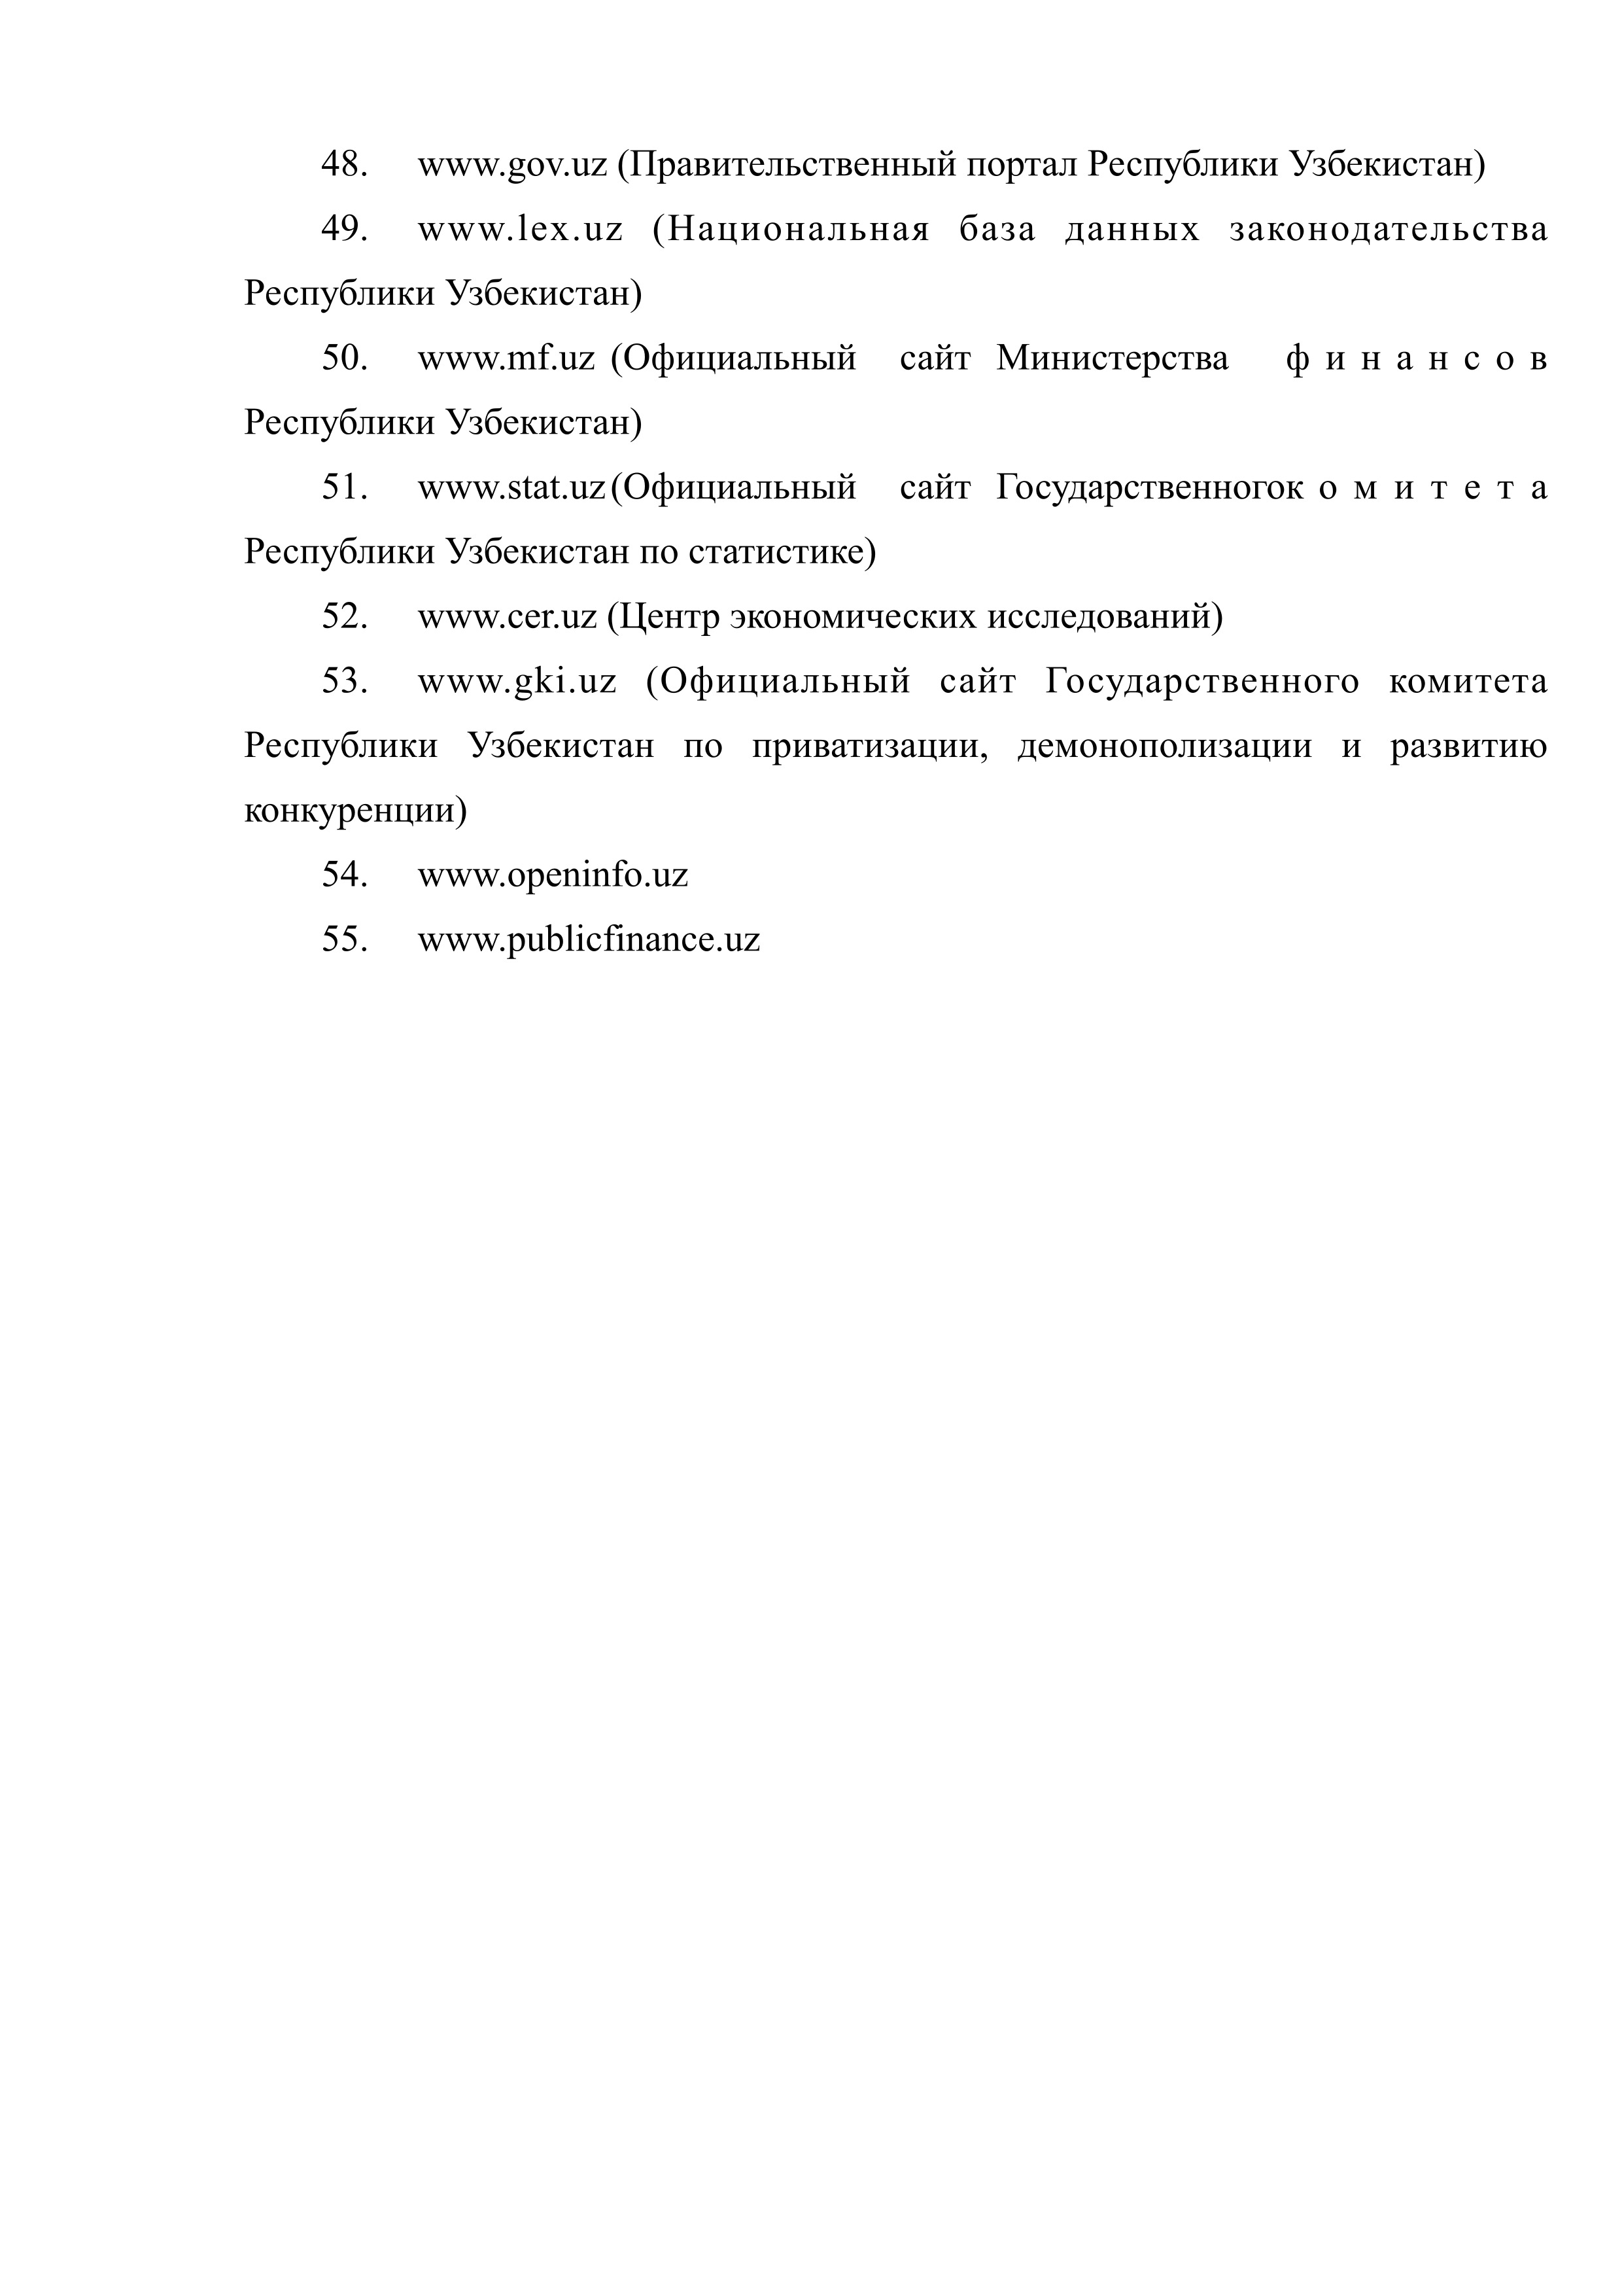 48. www.gov.uz (Правительственный портал Республики Узбекистан)
49. www.lex.uz (Национальная база данных законодательства
Республики Узбекистан)
50. www.mf.uz (Официальный сайт Министерства финансов
Республики Узбекистан)
51. www.stat.uz(Официальный сайт Государственногокомитета
Республики Узбекистан по статистике)
52. www.cer.uz (Центр экономических исследований)
53. www.gki.uz (Официальный сайт Государственного комитета
Республики Узбекистан по приватизации, демонополизации и развитию
конкуренции)
54. www.openinfo.uz
55. www.publicfinance.uz